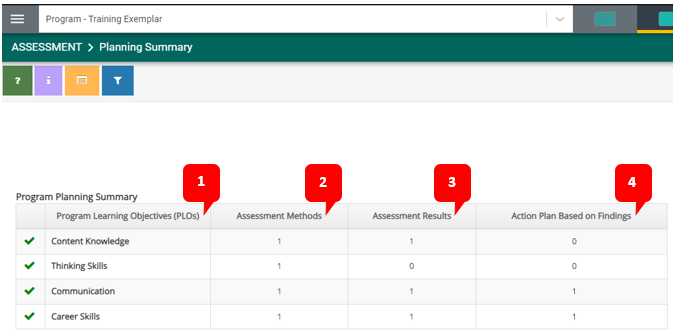 Program - Training Exemplar
ASSESSMENT > Planning Summary
? i
1 2 3 4
Program Planning Summary
Program Learning Objectives (PLOs) Assessment Methods Assessment Results Action Plan Based on Findings
Content Knowledge 1 1 0
Thinking Skills 1 0 0
Communication 1 1 1
Career Skills 1 1 1